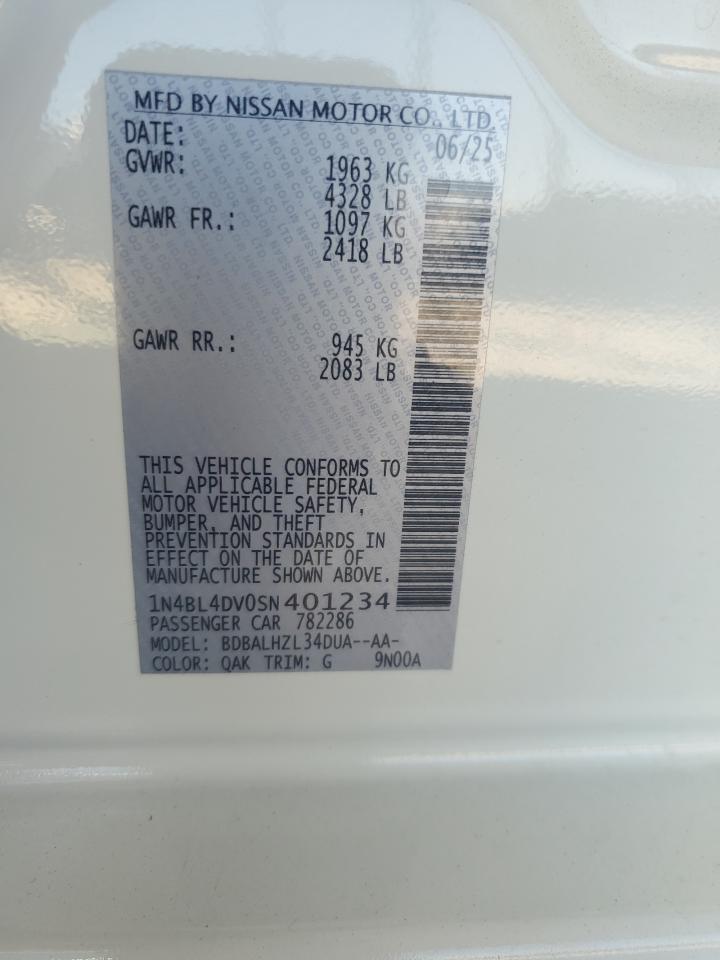 MFD BY NISSAN MOTOR CO., LTD.
DATE: 06/25
GVWR: 1963 KG
4328 LB
GAWR FR.: 1097 KG
2418 LB
GAWR RR.: 945 KG
2083 LB
THIS VEHICLE CONFORMS TO
ALL APPLICABLE FEDERAL
MOTOR VEHICLE SAFETY,
BUMPER, AND THEFT
PREVENTION STANDARDS IN
EFFECT ON THE DATE OF
MANUFACTURE SHOWN ABOVE.
1N4BL4DV0SN401234
PASSENGER CAR 782286
MODEL: BDBALHZL34DUA--AA-
COLOR: QAK TRIM: G 9N00A